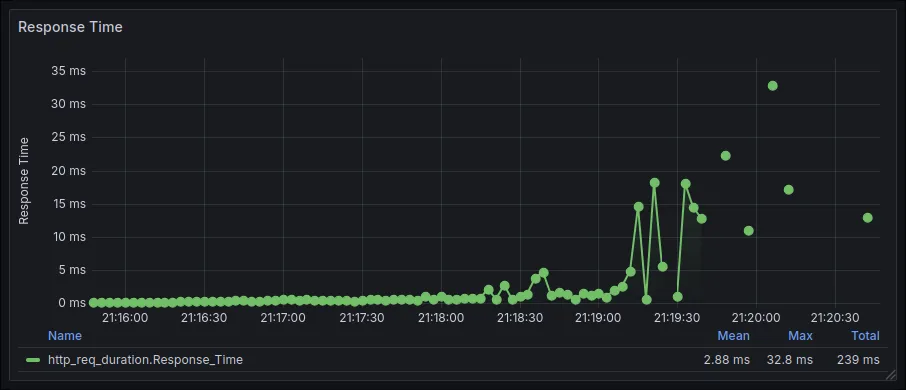 Response Time
35 ms
30 ms
25 ms
20 ms
15 ms
10 ms
5 ms
0 ms
Response Time
21:16:00 21:16:30 21:17:00 21:17:30 21:18:00 21:18:30 21:19:00 21:19:30 21:20:00 21:20:30
Name Mean Max Total
http_req_duration.Response_Time 2.88 ms 32.8 ms 239 ms